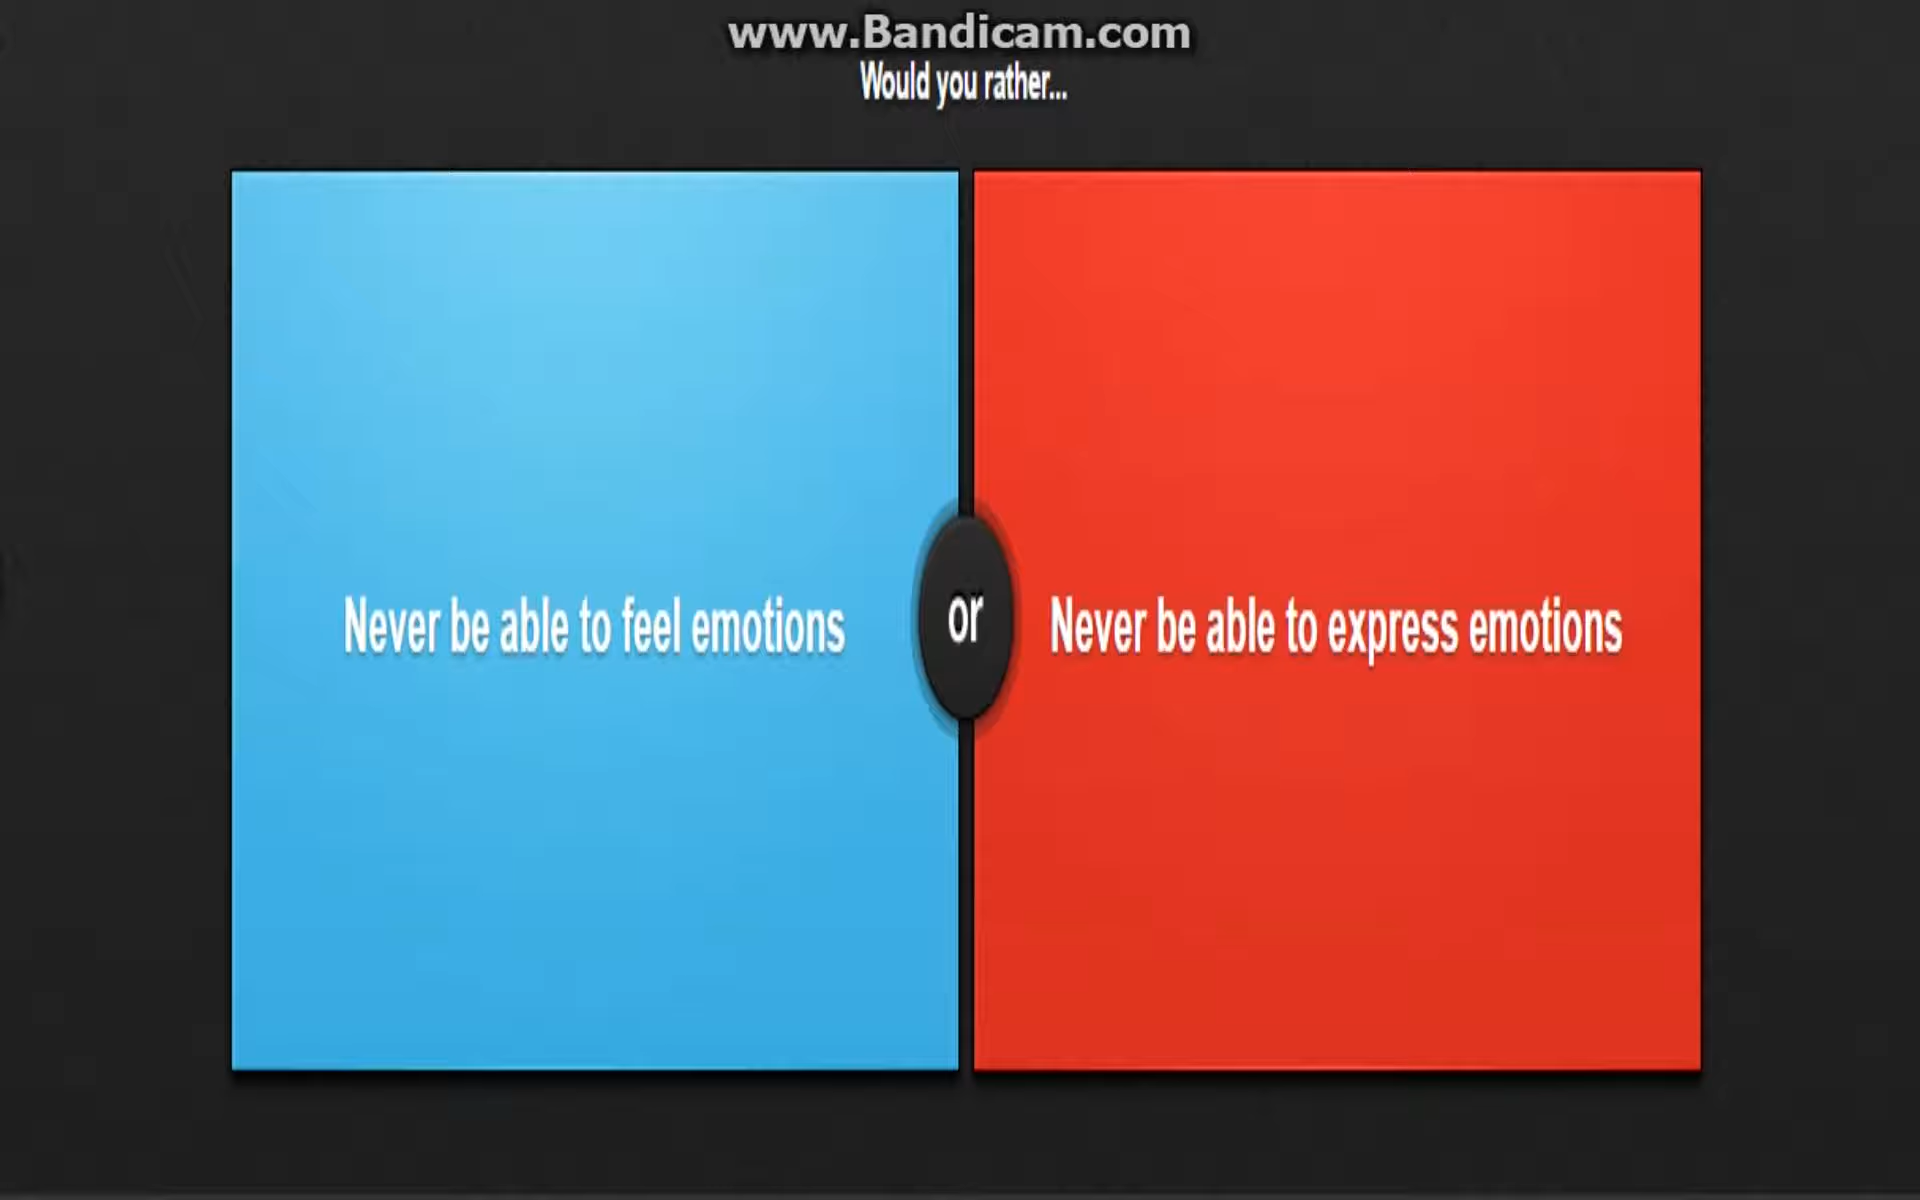 www.Bandicam.com
Would you rather...
Never be able to feel emotions
or
Never be able to express emotions